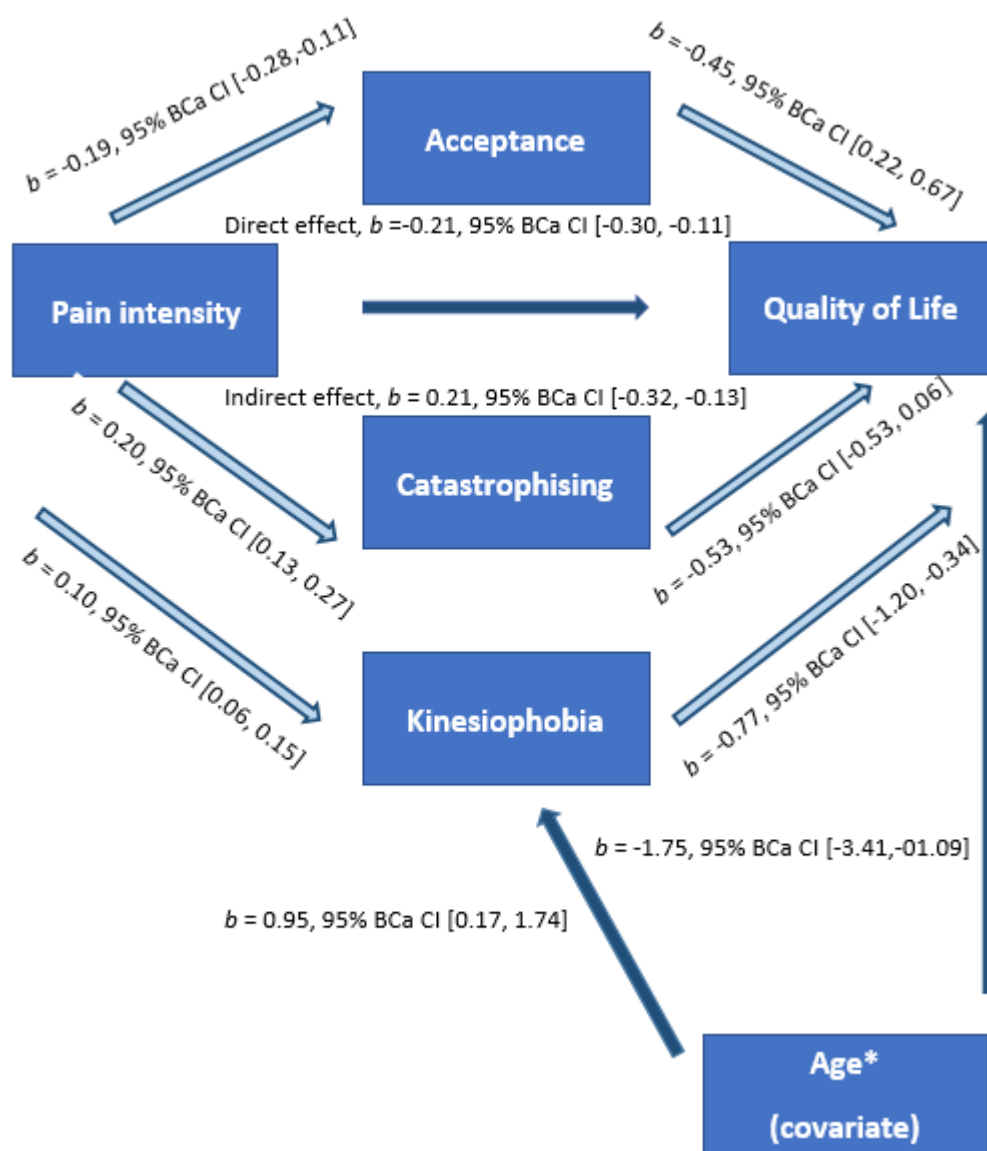 b = -0.19, 95% BCa CI [-0.28,-0.11]
b = -0.45, 95% BCa CI [0.22, 0.67]
Acceptance
Direct effect, b =-0.21, 95% BCa CI [-0.30, -0.11]
Pain intensity
Quality of Life
Indirect effect, b = 0.21, 95% BCa CI [-0.32, -0.13]
b = 0.20, 95% BCa CI [0.13, 0.27]
Catastrophising
b = -0.53, 95% BCa CI [-0.53, 0.06]
b = 0.10, 95% BCa CI [0.06, 0.15]
Kinesiophobia
b = -0.77, 95% BCa CI [-1.20, -0.34]
b = -1.75, 95% BCa CI [-3.41,-01.09]
b = 0.95, 95% BCa CI [0.17, 1.74]
Age*
(covariate)